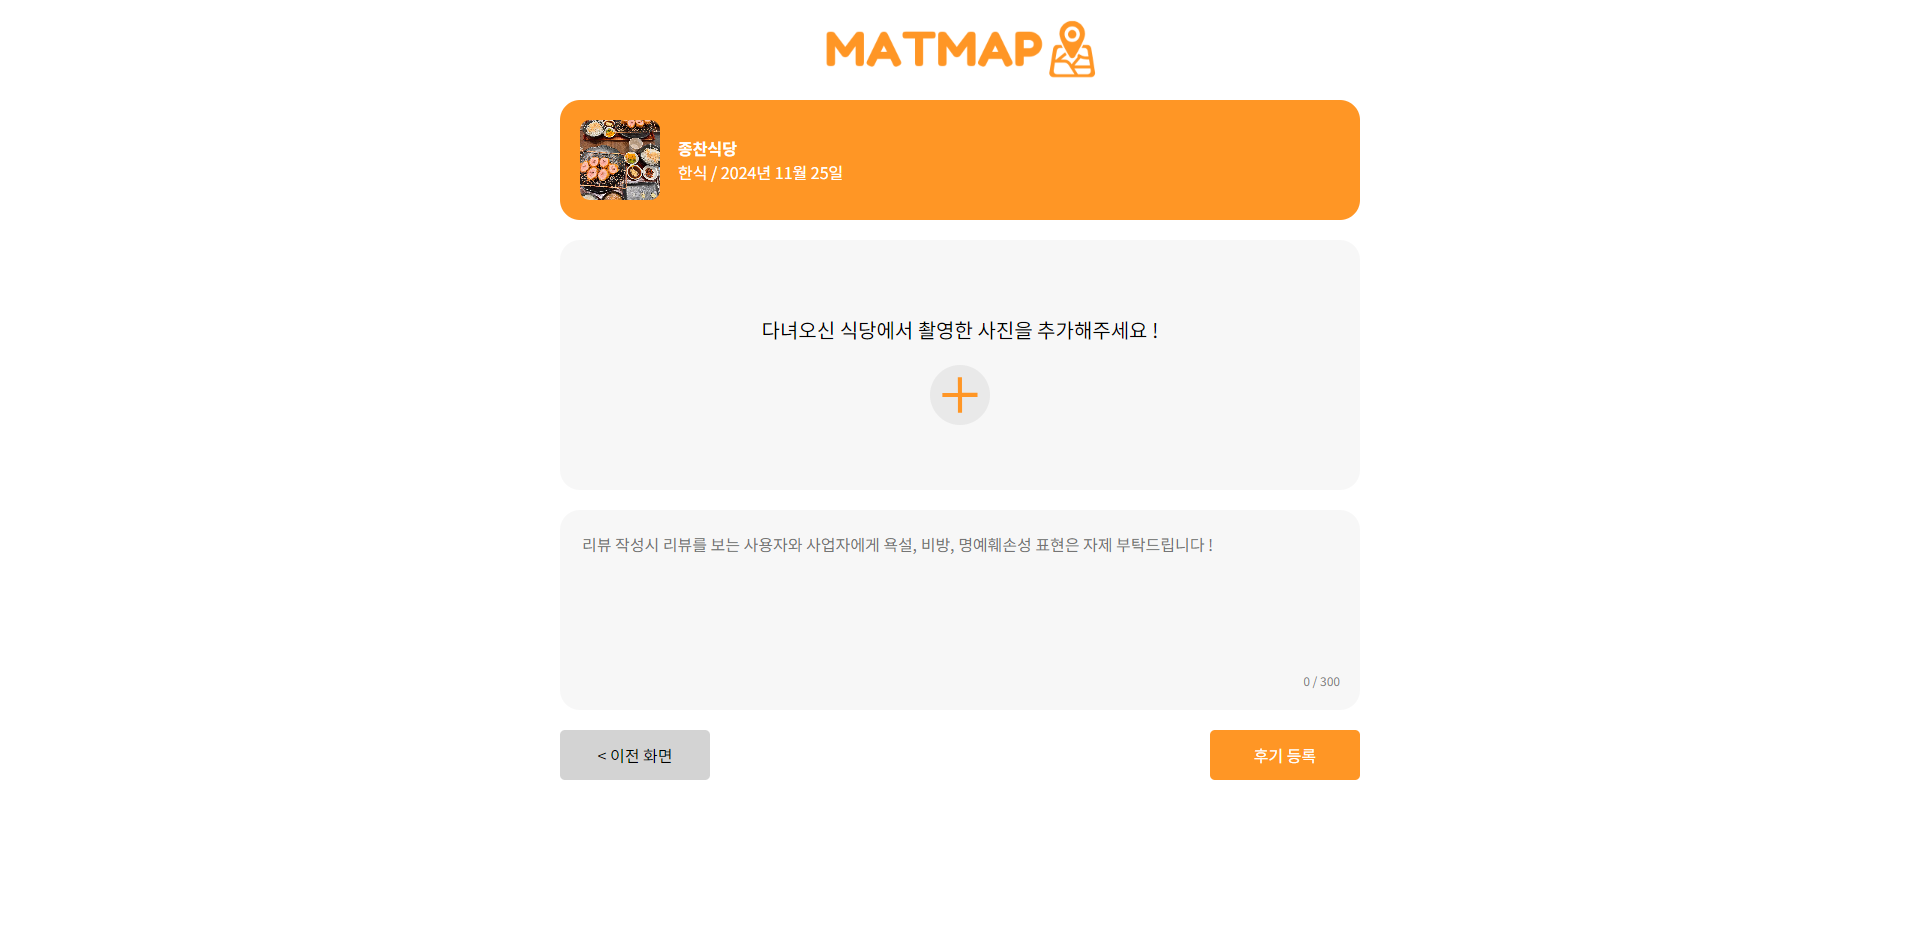 MATMAP
종찬식당
한식 / 2024년 11월 25일
다녀오신 식당에서 촬영한 사진을 추가해주세요 !
리뷰 작성시 리뷰를 보는 사용자와 사업자에게 욕설, 비방, 명예훼손성 표현은 자제 부탁드립니다 !
0 / 300
< 이전 화면
후기 등록